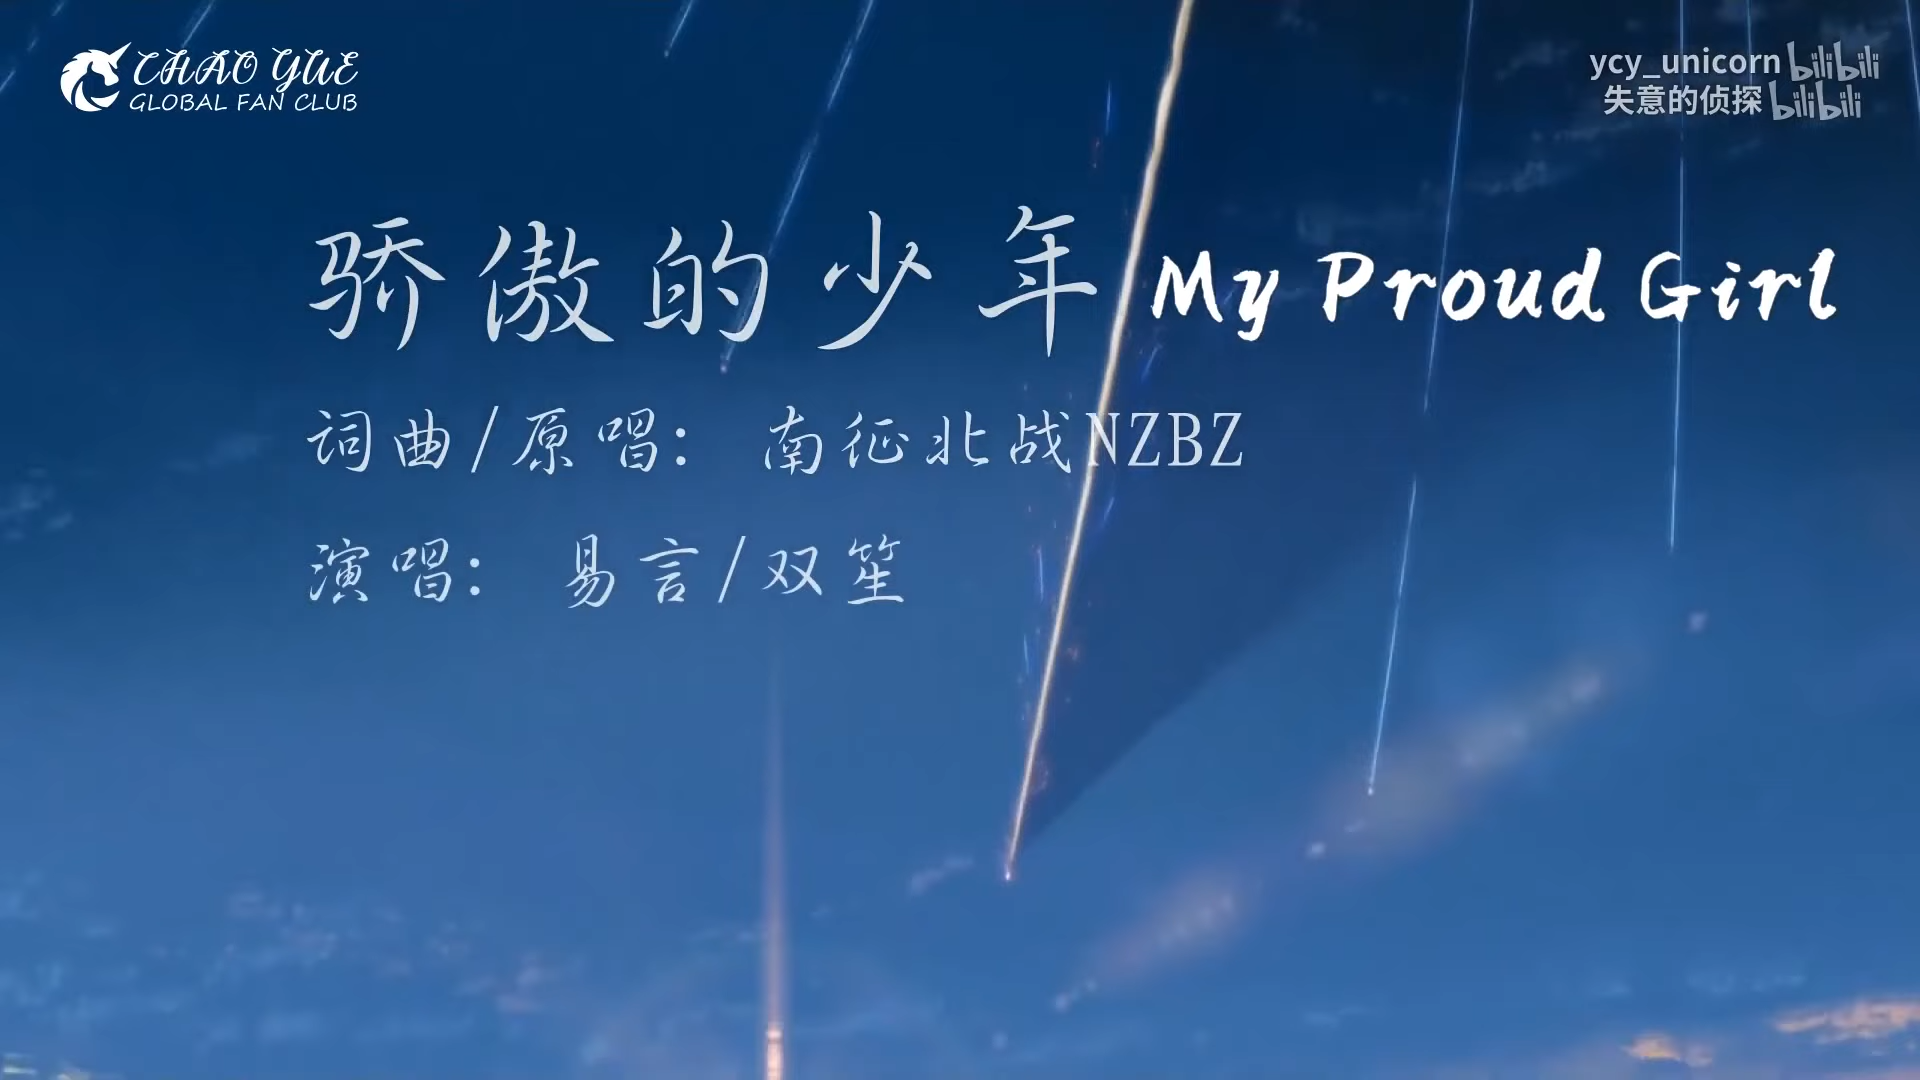 CHAO YUE
GLOBAL FAN CLUB
ycy_unicorn bilibili
失意的侦探 bilibili
骄傲的少年 My Proud Girl
词曲/原唱: 南征北战NZBZ
演唱: 易言/双笙